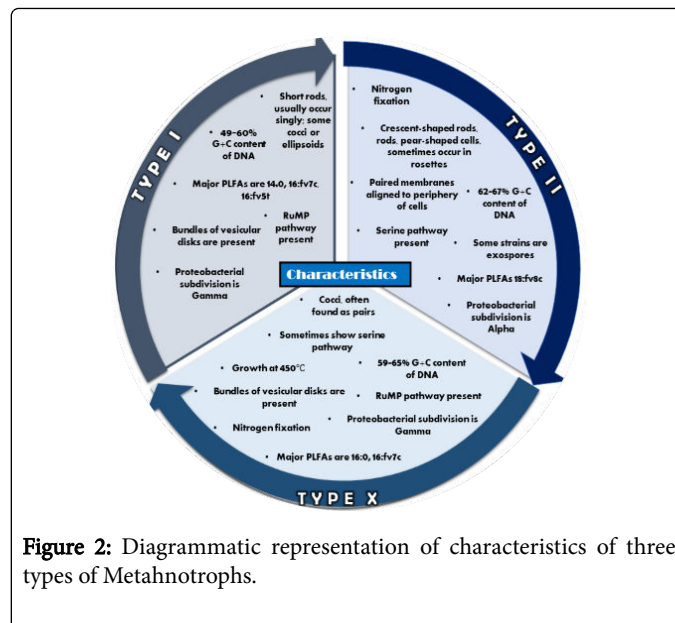 TYPE I
• Short rods,
usually occur
singly; some
cocci or
ellipsoids
• 49-60%
G+C content
of DNA
• Major PLFAs are 14.0, 16:fv7c,
16:fv5t
• RuMP
pathway
present
• Bundles of vesicular
disks are present
• Proteobacterial
subdivision is
Gamma
TYPE II
• Nitrogen
fixation
• Crescent-shaped rods,
rods, pear-shaped cells,
sometimes occur in
rosettes
• Paired membranes
aligned to periphery
of cells
• 62-67% G+C
content of
DNA
• Serine pathway
present
• Some strains are
exospores
• Major PLFAs 18:fv8c
• Proteobacterial
subdivision is
Alpha
Characteristics
• Cocci, often
found as pairs
• Sometimes show serine
pathway
• Growth at 450°C
• 59-65% G+C content
of DNA
• Bundles of vesicular disks are
present
• RuMP pathway present
• Nitrogen fixation
• Proteobacterial subdivision is
Gamma
• Major PLFAs are 16:0, 16:fv7c
TYPE X
Figure 2: Diagrammatic representation of characteristics of three
types of Metahnotrophs.